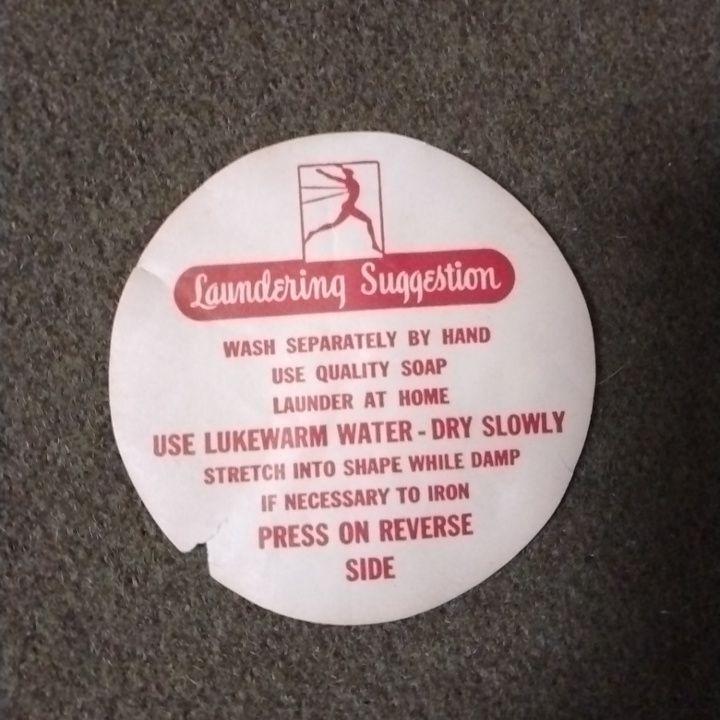 Laundering Suggestion
WASH SEPARATELY BY HAND
USE QUALITY SOAP
LAUNDER AT HOME
USE LUKEWARM WATER - DRY SLOWLY
STRETCH INTO SHAPE WHILE DAMP
IF NECESSARY TO IRON
PRESS ON REVERSE
SIDE